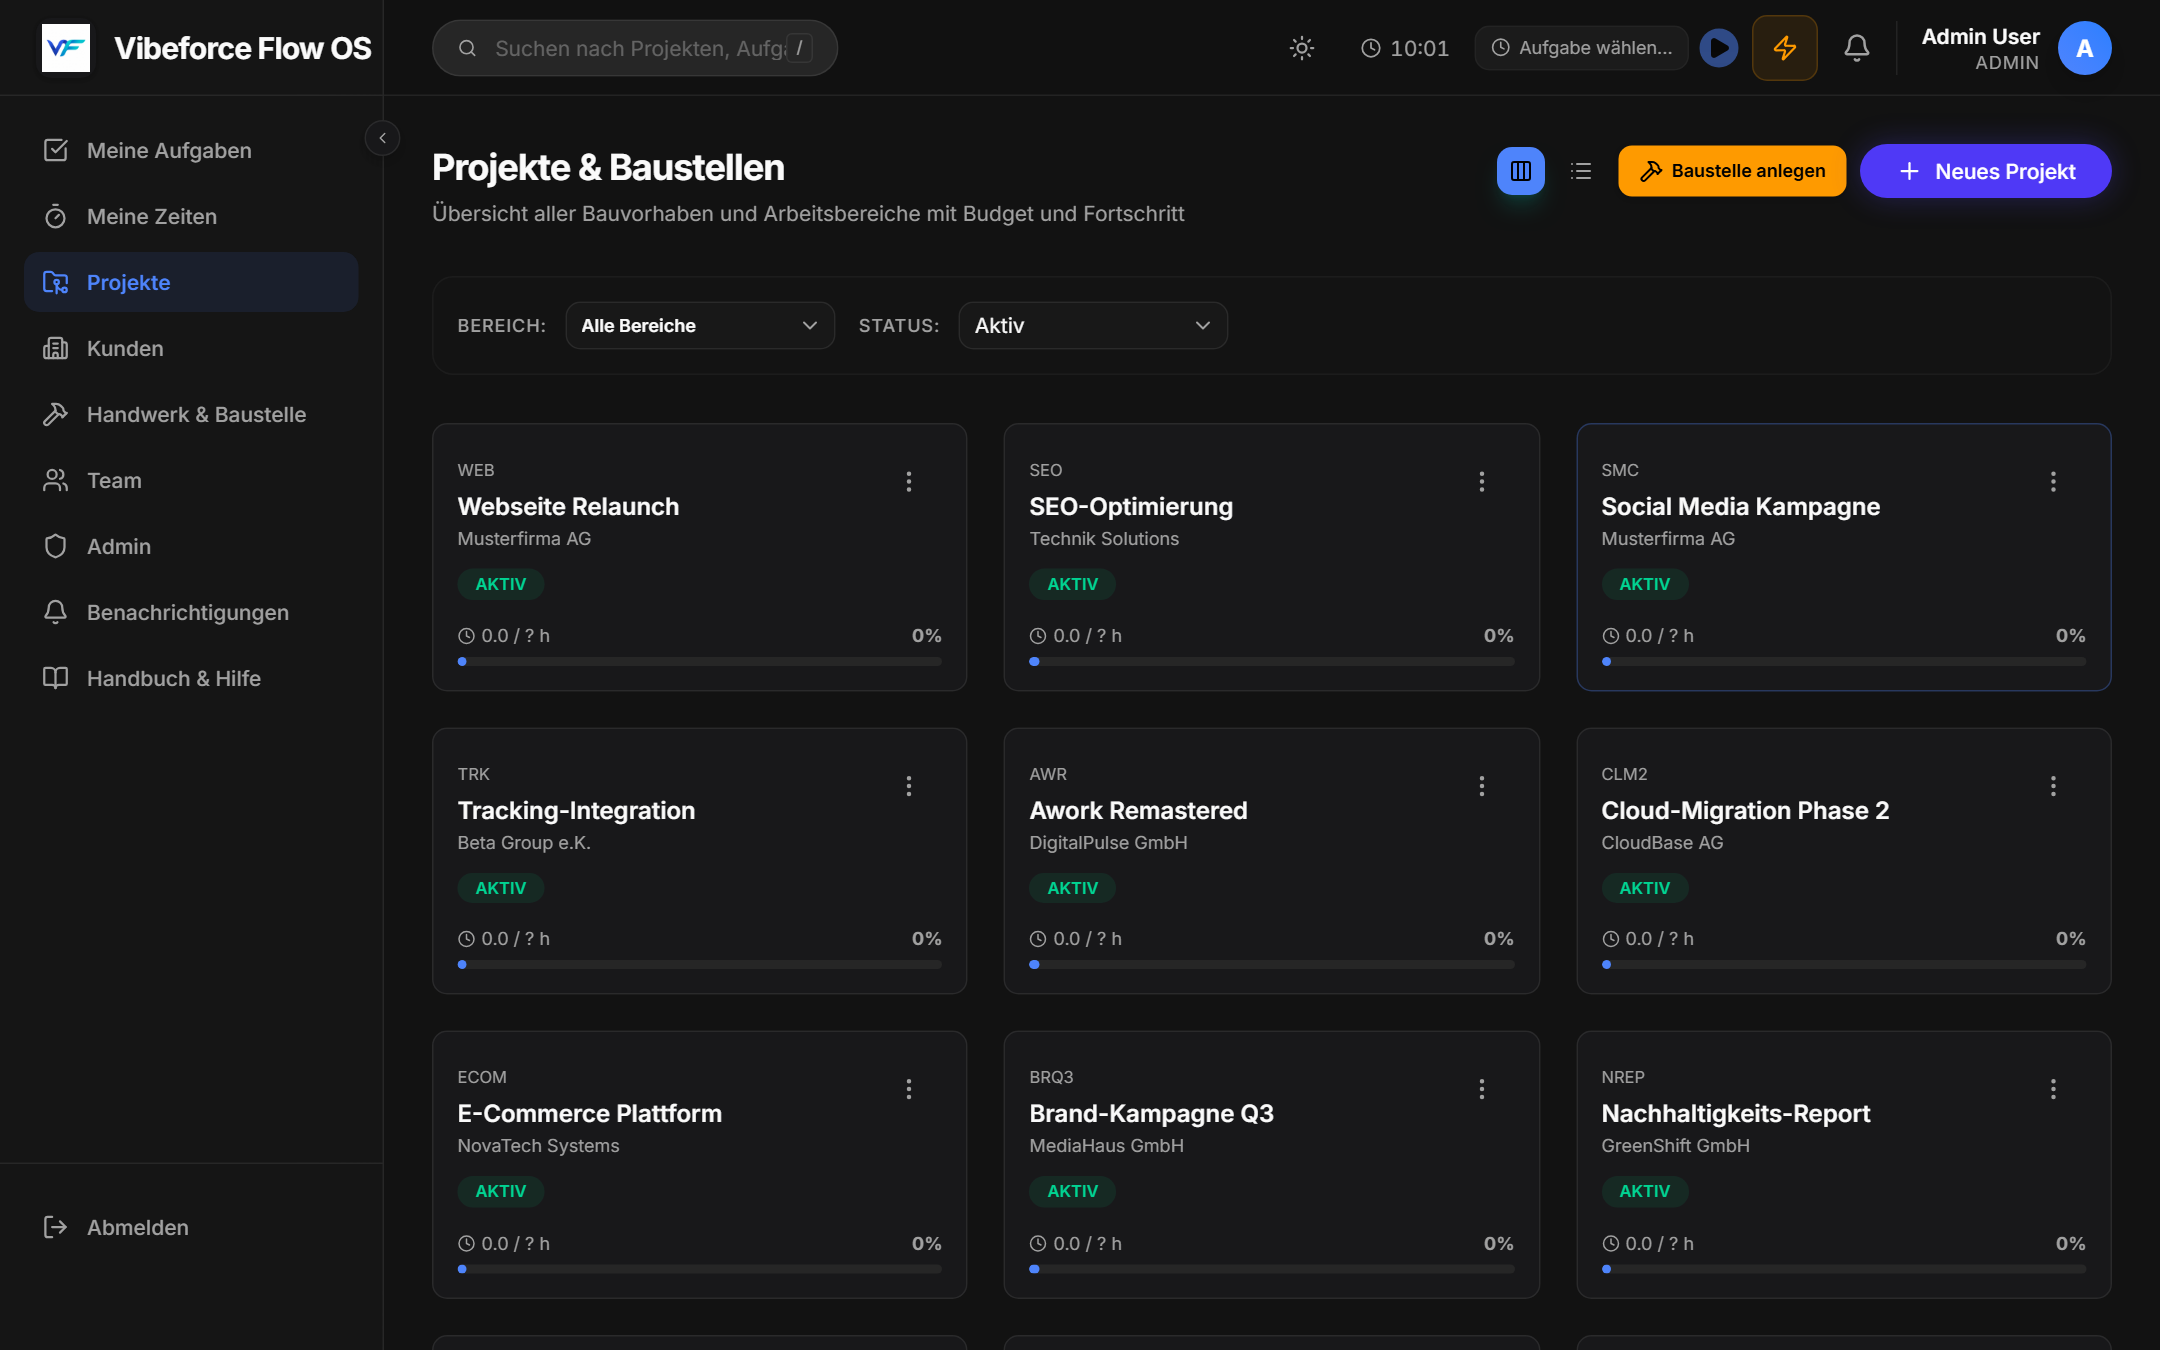 VF Vibeforce Flow OS
Suchen nach Projekten, Aufga /
10:01
Aufgabe wählen...
Admin User
ADMIN
A
Meine Aufgaben
Meine Zeiten
Projekte
Kunden
Handwerk & Baustelle
Team
Admin
Benachrichtigungen
Handbuch & Hilfe
Abmelden
Projekte & Baustellen
Übersicht aller Bauvorhaben und Arbeitsbereiche mit Budget und Fortschritt
Baustelle anlegen
Neues Projekt
BEREICH: Alle Bereiche STATUS: Aktiv
WEB
Webseite Relaunch
Musterfirma AG
AKTIV
0.0 / ? h 0%
SEO
SEO-Optimierung
Technik Solutions
AKTIV
0.0 / ? h 0%
SMC
Social Media Kampagne
Musterfirma AG
AKTIV
0.0 / ? h 0%
TRK
Tracking-Integration
Beta Group e.K.
AKTIV
0.0 / ? h 0%
AWR
Awork Remastered
DigitalPulse GmbH
AKTIV
0.0 / ? h 0%
CLM2
Cloud-Migration Phase 2
CloudBase AG
AKTIV
0.0 / ? h 0%
ECOM
E-Commerce Plattform
NovaTech Systems
AKTIV
0.0 / ? h 0%
BRQ3
Brand-Kampagne Q3
MediaHaus GmbH
AKTIV
0.0 / ? h 0%
NREP
Nachhaltigkeits-Report
GreenShift GmbH
AKTIV
0.0 / ? h 0%